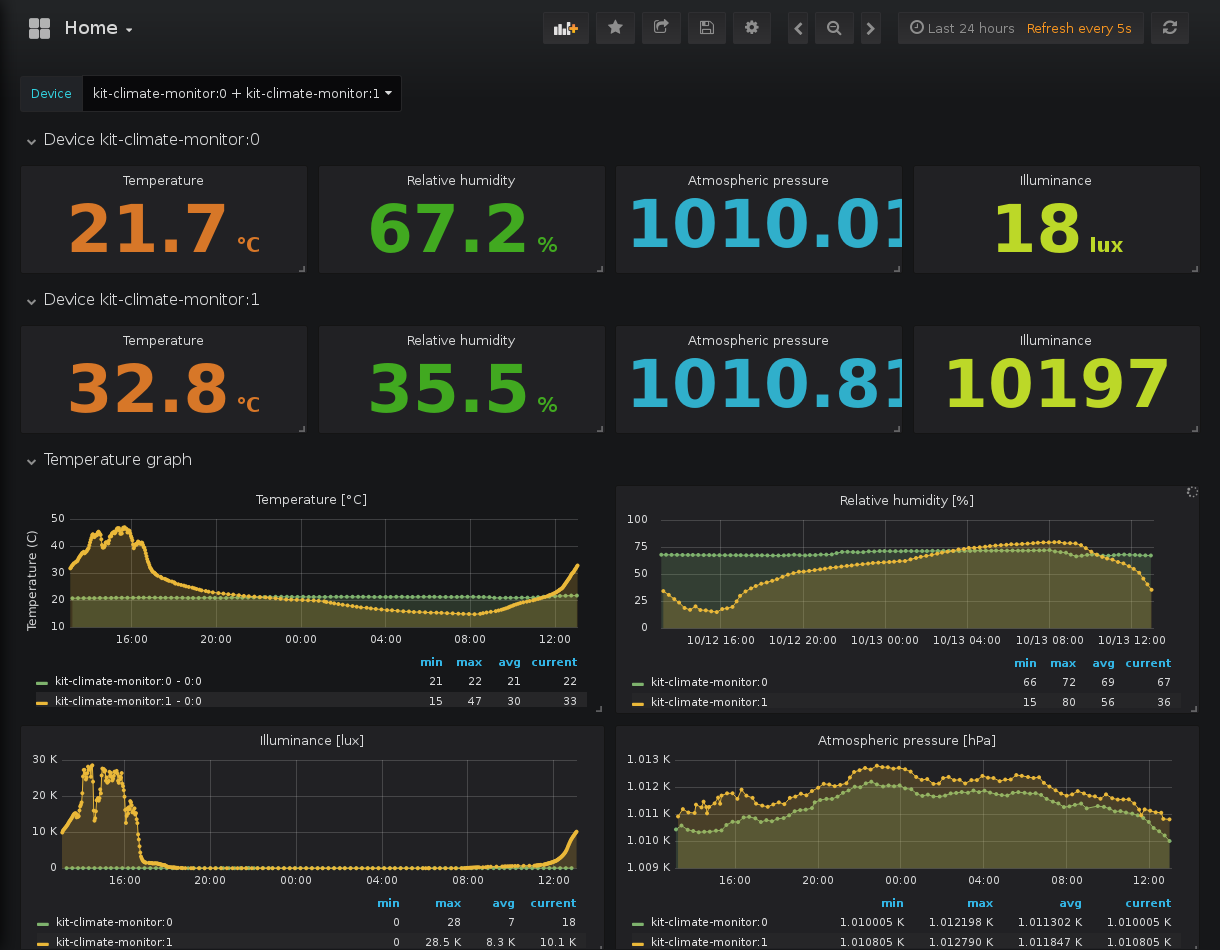 Home
Last 24 hours Refresh every 5s
Device kit-climate-monitor:0 + kit-climate-monitor:1
Device kit-climate-monitor:0
Temperature Relative humidity Atmospheric pressure Illuminance
21.7 °C 67.2 % 1010.01 18 lux
Device kit-climate-monitor:1
Temperature Relative humidity Atmospheric pressure Illuminance
32.8 °C 35.5 % 1010.81 10197
Temperature graph
Temperature [°C]
Temperature (C)
50
40
30
20
10
16:00 20:00 00:00 04:00 08:00 12:00
min max avg current
kit-climate-monitor:0 - 0:0 21 22 21 22
kit-climate-monitor:1 - 0:0 15 47 30 33
Relative humidity [%]
100
75
50
25
0
10/12 16:00 10/12 20:00 10/13 00:00 10/13 04:00 10/13 08:00 10/13 12:00
min max avg current
kit-climate-monitor:0 66 72 69 67
kit-climate-monitor:1 15 80 56 36
Illuminance [lux]
30 K
20 K
10 K
0
16:00 20:00 00:00 04:00 08:00 12:00
min max avg current
kit-climate-monitor:0 0 28 7 18
kit-climate-monitor:1 0 28.5 K 8.3 K 10.1 K
Atmospheric pressure [hPa]
1.013 K
1.012 K
1.011 K
1.010 K
1.009 K
16:00 20:00 00:00 04:00 08:00 12:00
min max avg current
kit-climate-monitor:0 1.010005 K 1.012198 K 1.011302 K 1.010005 K
kit-climate-monitor:1 1.010805 K 1.012790 K 1.011847 K 1.010805 K